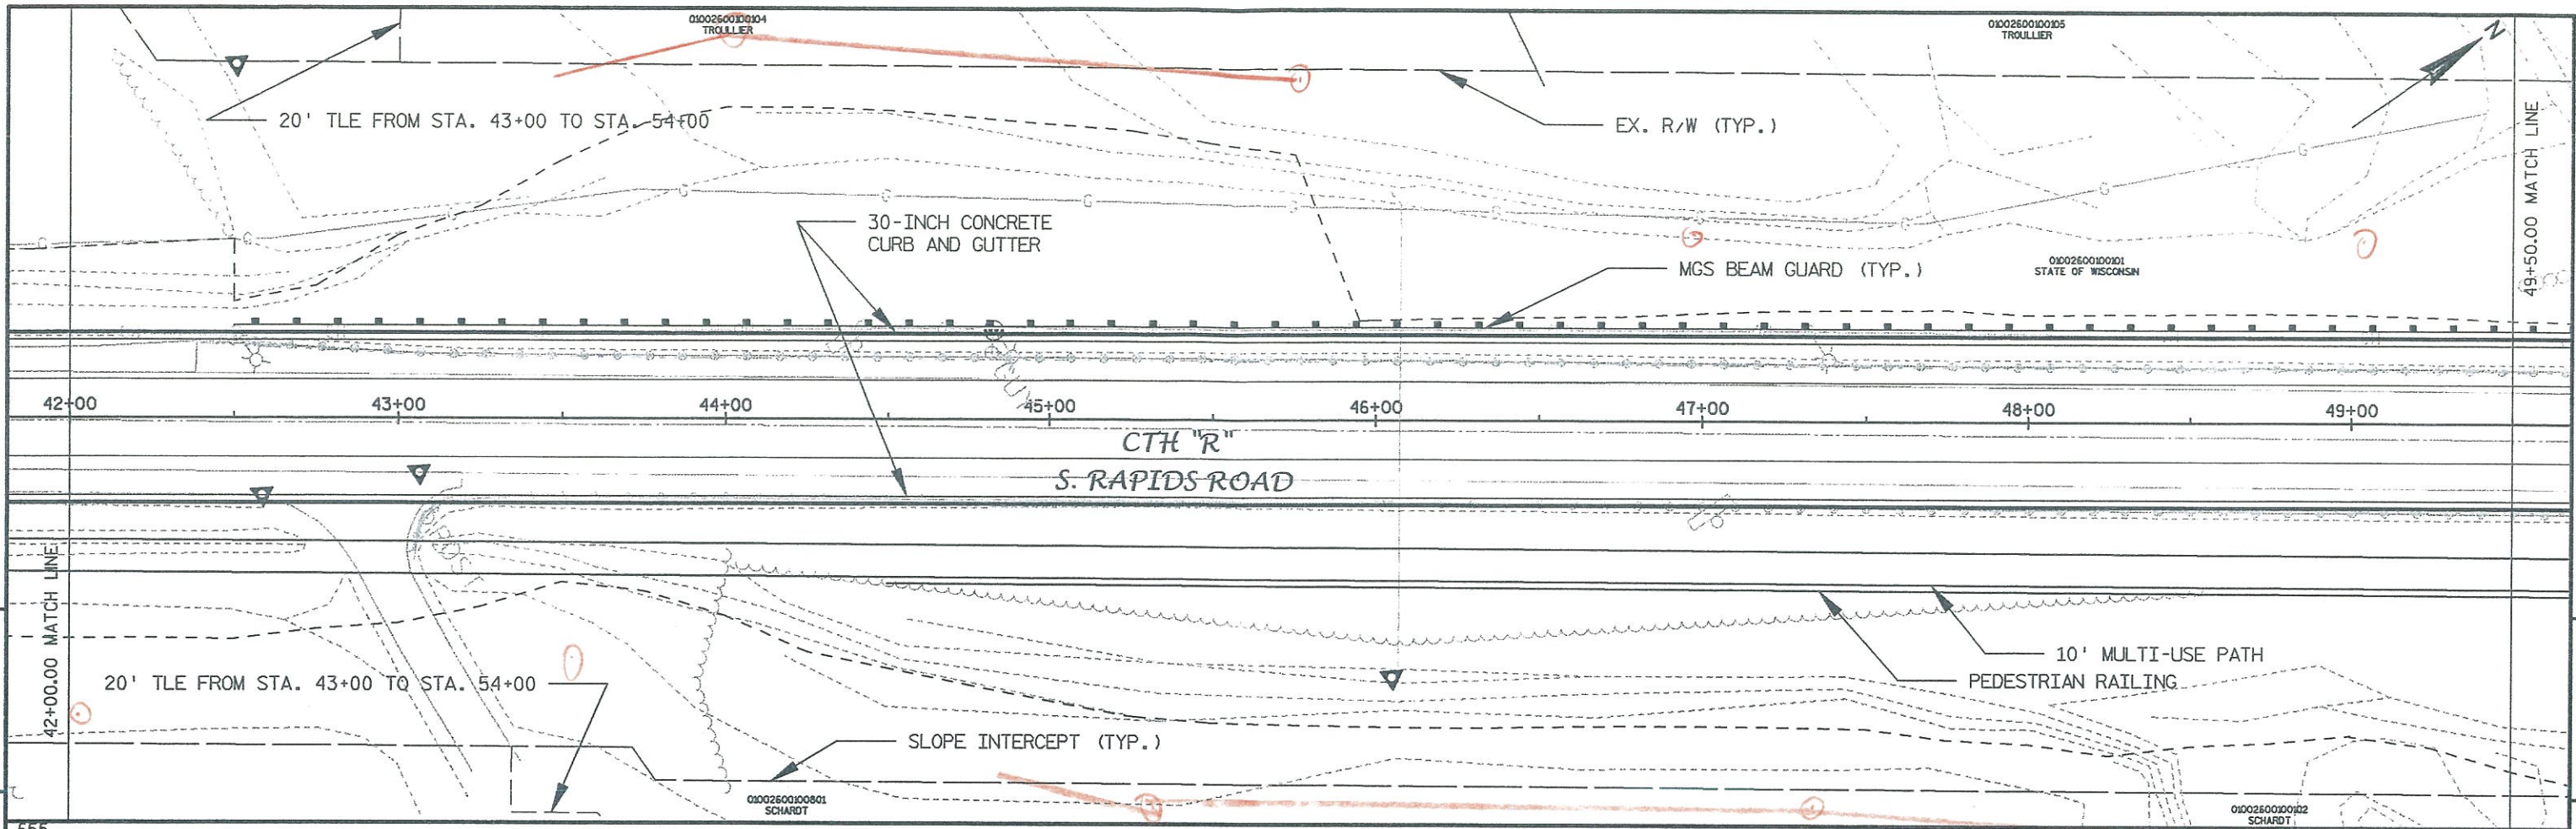 01002600100104
TROULLIER
01002600100105
TROULLIER
N
20' TLE FROM STA. 43+00 TO STA. 54+00
EX. R/W (TYP.)
49+50.00 MATCH LINE
30-INCH CONCRETE
CURB AND GUTTER
MGS BEAM GUARD (TYP.)
01002600100101
STATE OF WISCONSIN
G G G G G G G G G G G G
42+00 43+00 44+00 45+00 46+00 47+00 48+00 49+00
CTH "R"
S. RAPIDS ROAD
42+00.00 MATCH LINE
10' MULTI-USE PATH
PEDESTRIAN RAILING
20' TLE FROM STA. 43+00 TO STA. 54+00
SLOPE INTERCEPT (TYP.)
01002600100801
SCHARDT
01002600100102
SCHARDT
655